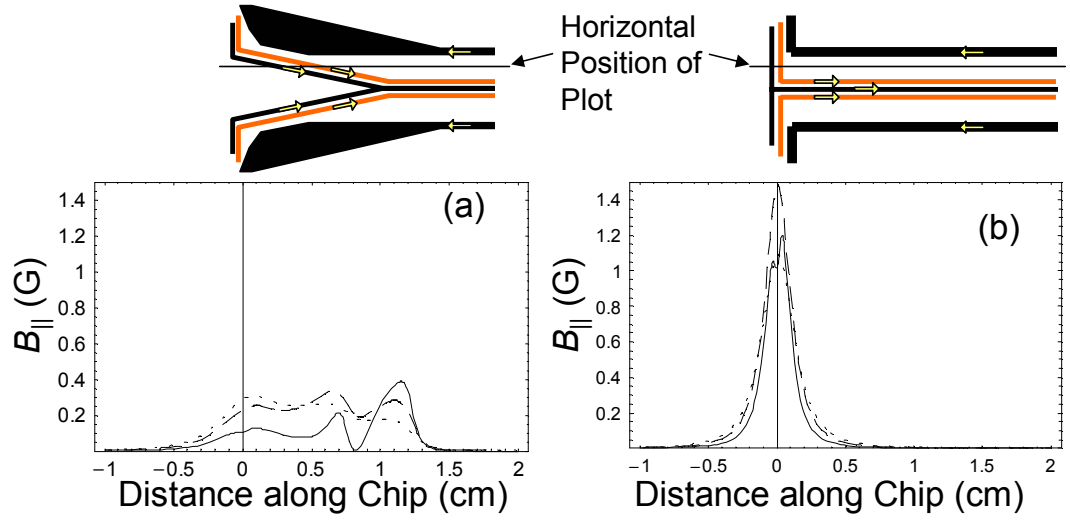 Horizontal
Position of
Plot
(a)
B|| (G)
1.4
1.2
1
0.8
0.6
0.4
0.2
−1 −0.5 0 0.5 1 1.5 2
Distance along Chip (cm)
(b)
B|| (G)
1.4
1.2
1
0.8
0.6
0.4
0.2
−1 −0.5 0 0.5 1 1.5 2
Distance along Chip (cm)